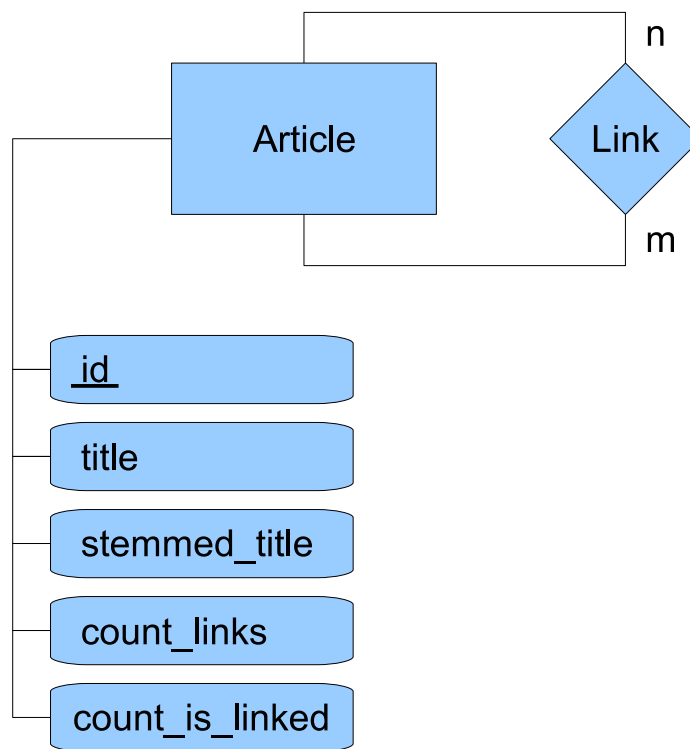 n
Article
Link
m
id
title
stemmed_title
count_links
count_is_linked